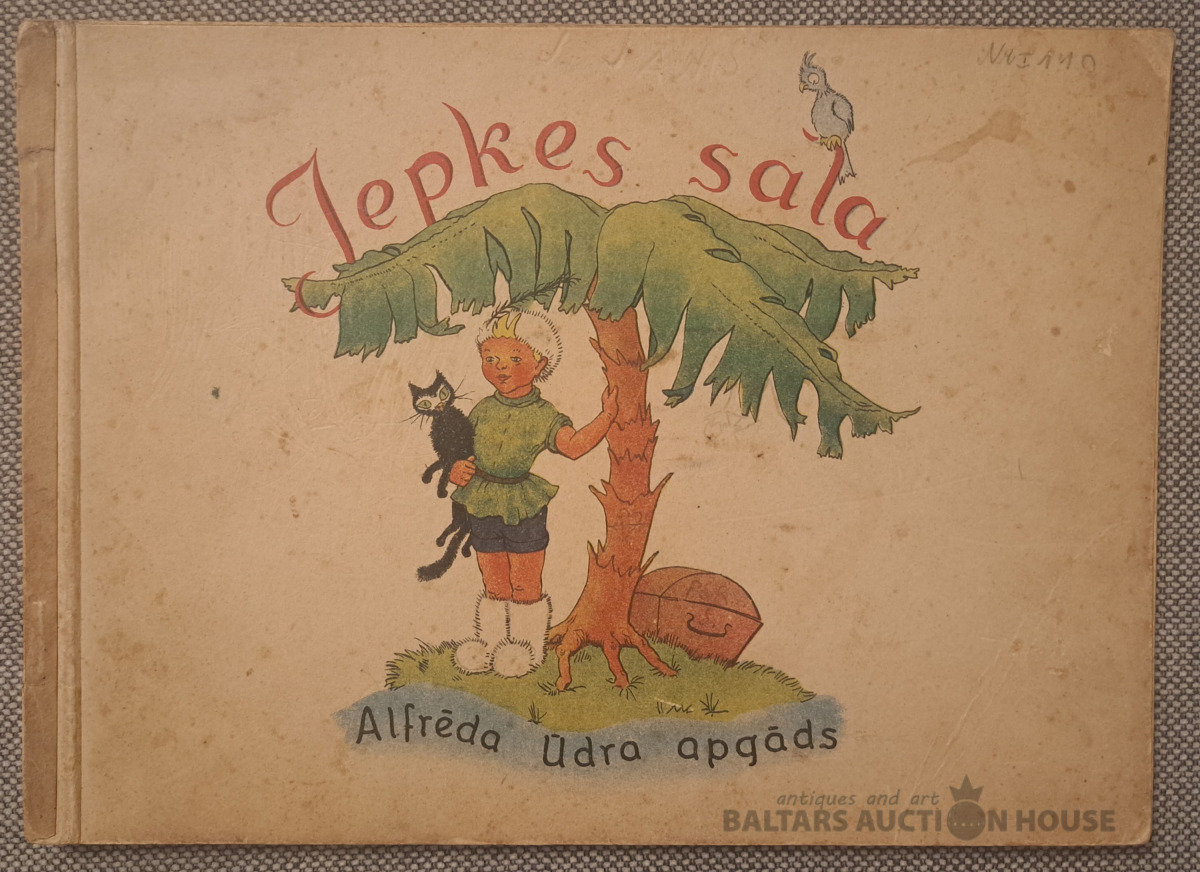 Jepkes sala
Alfrēda Ūdra apgāds
antiques and art
BALTARS AUCTION HOUSE